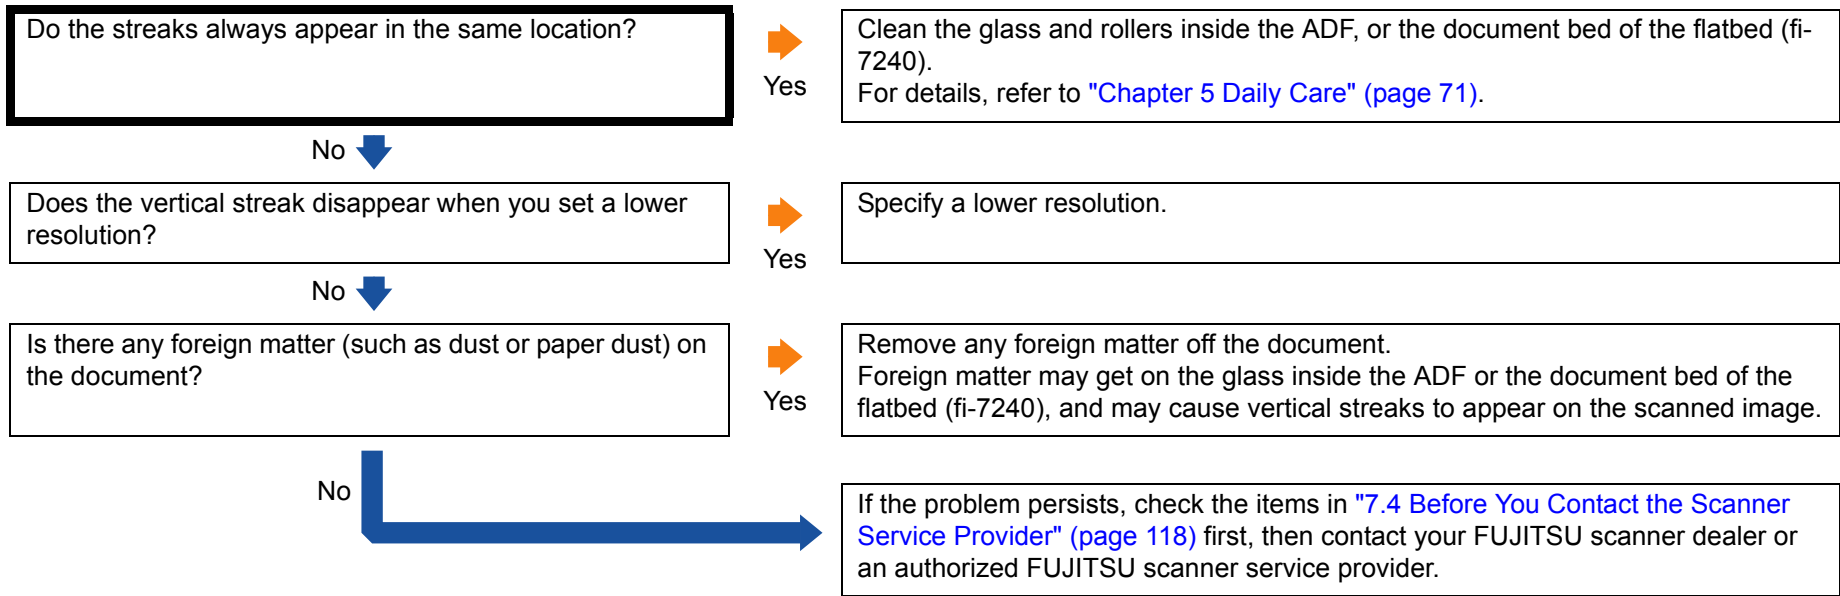 Do the streaks always appear in the same location?
Yes
Clean the glass and rollers inside the ADF, or the document bed of the flatbed (fi-
7240).
For details, refer to "Chapter 5 Daily Care" (page 71).
No
Does the vertical streak disappear when you set a lower
resolution?
Yes
Specify a lower resolution.
No
Is there any foreign matter (such as dust or paper dust) on
the document?
Yes
Remove any foreign matter off the document.
Foreign matter may get on the glass inside the ADF or the document bed of the
flatbed (fi-7240), and may cause vertical streaks to appear on the scanned image.
No
If the problem persists, check the items in "7.4 Before You Contact the Scanner
Service Provider" (page 118) first, then contact your FUJITSU scanner dealer or
an authorized FUJITSU scanner service provider.